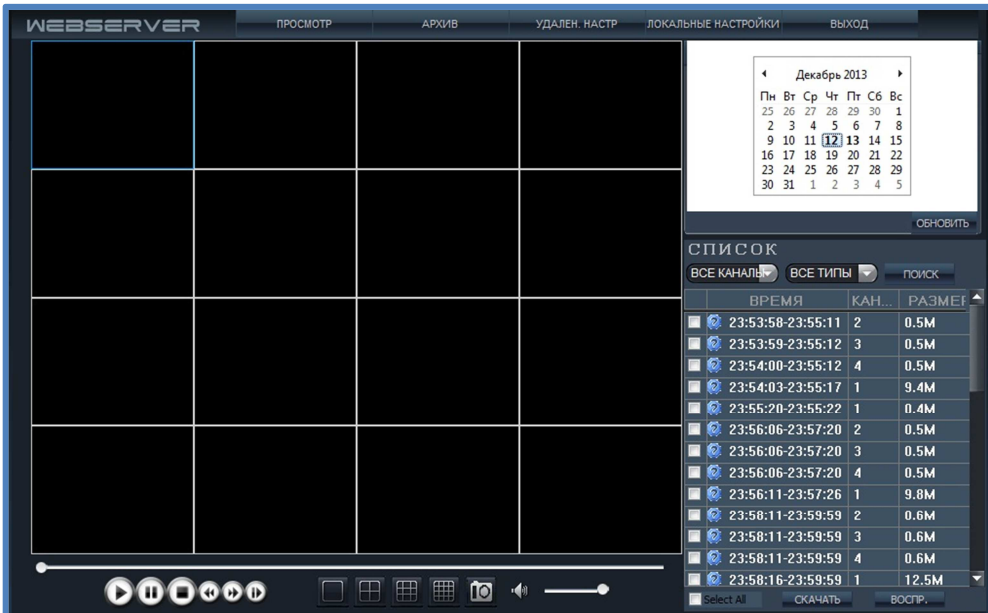 WEBSERVER ПРОСМОТР АРХИВ УДАЛЕН. НАСТР ЛОКАЛЬНЫЕ НАСТРОЙКИ ВЫХОД
Декабрь 2013
Пн Вт Ср Чт Пт Сб Вс
25 26 27 28 29 30 1
2 3 4 5 6 7 8
9 10 11 12 13 14 15
16 17 18 19 20 21 22
23 24 25 26 27 28 29
30 31 1 2 3 4 5
ОБНОВИТЬ
СПИСОК
ВСЕ КАНАЛЫ ВСЕ ТИПЫ ПОИСК
ВРЕМЯ КАН... РАЗМЕР
23:53:58-23:55:11 2 0.5M
23:53:59-23:55:12 3 0.5M
23:54:00-23:55:12 4 0.5M
23:54:03-23:55:17 1 9.4M
23:55:20-23:55:22 1 0.4M
23:56:06-23:57:20 2 0.5M
23:56:06-23:57:20 3 0.5M
23:56:06-23:57:20 4 0.5M
23:56:11-23:57:26 1 9.8M
23:58:11-23:59:59 2 0.6M
23:58:11-23:59:59 3 0.6M
23:58:11-23:59:59 4 0.6M
23:58:16-23:59:59 1 12.5M
Select All СКАЧАТЬ ВОСПР.